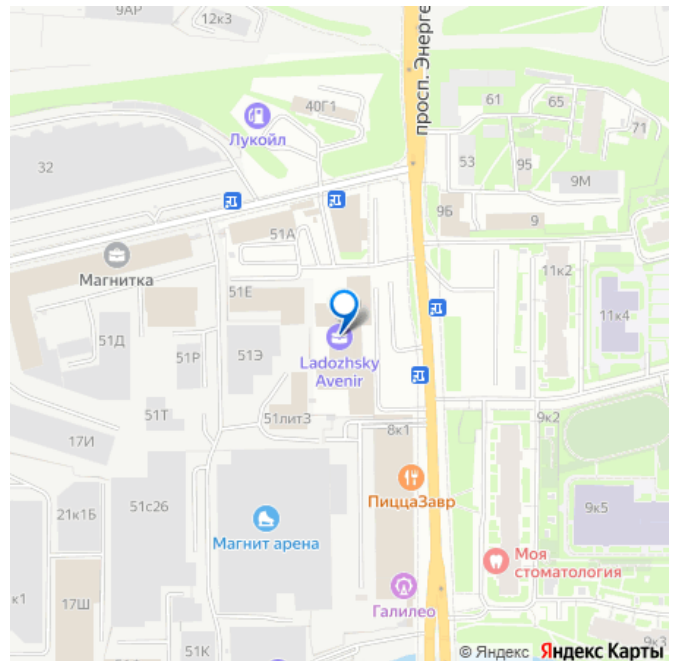 9АР
12к3
просп. Энерге
40Г1
Лукойл
61
65
71
32
53
95
9М
9Б
9
51А
Магнитка
11к2
51Е
11к4
51Д
51Р
51Э
Ladozhsky
Avenir
51Т
51лит3
8к1
9к2
17И
ПиццаЗавр
51с26
21к1Б
9к5
Магнит арена
Моя
стоматология
к1
17Ш
Галилео
51К
9к3
© Яндекс Яндекс Карты